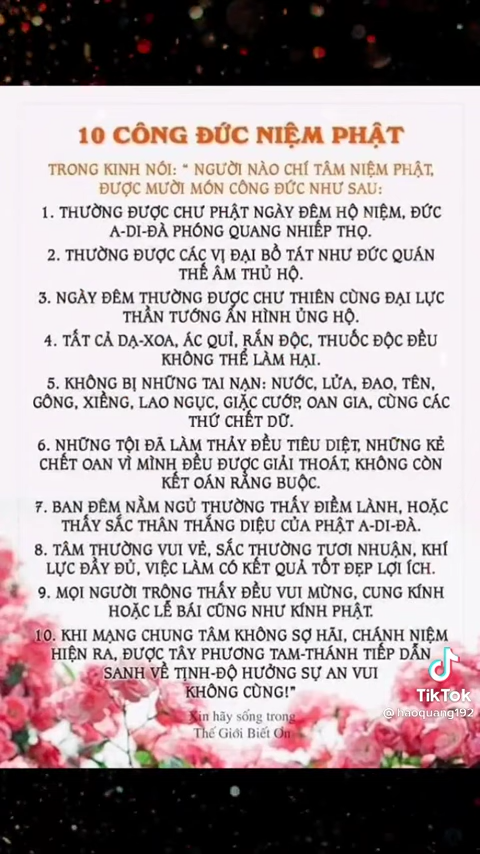 10 CÔNG ĐỨC NIỆM PHẬT
TRONG KINH NÓI: “ NGƯỜI NÀO CHÍ TÂM NIỆM PHẬT,
ĐƯỢC MƯỜI MÓN CÔNG ĐỨC NHƯ SAU:
1. THƯỜNG ĐƯỢC CHƯ PHẬT NGÀY ĐÊM HỘ NIỆM, ĐỨC
A-DI-ĐÀ PHÓNG QUANG NHIẾP THỌ.
2. THƯỜNG ĐƯỢC CÁC VỊ ĐẠI BỒ TÁT NHƯ ĐỨC QUÁN
THẾ ÂM THỦ HỘ.
3. NGÀY ĐÊM THƯỜNG ĐƯỢC CHƯ THIÊN CÙNG ĐẠI LỰC
THẦN TƯỚNG ẨN HÌNH ỦNG HỘ.
4. TẤT CẢ DẠ-XOA, ÁC QUỈ, RẮN ĐỘC, THUỐC ĐỘC ĐỀU
KHÔNG THỂ LÀM HẠI.
5. KHÔNG BỊ NHỮNG TAI NẠN: NƯỚC, LỬA, ĐAO, TÊN,
GÔNG, XIỀNG, LAO NGỤC, GIẶC CƯỚP, OAN GIA, CÙNG CÁC
THỨ CHẾT DỮ.
6. NHỮNG TỘI ĐÃ LÀM THẢY ĐỀU TIÊU DIỆT, NHỮNG KẺ
CHẾT OAN VÌ MÌNH ĐỀU ĐƯỢC GIẢI THOÁT, KHÔNG CÒN
KẾT OÁN RÀNG BUỘC.
7. BAN ĐÊM NẰM NGỦ THƯỜNG THẤY ĐIỀM LÀNH, HOẶC
THẤY SẮC THÂN THẮNG DIỆU CỦA PHẬT A-DI-ĐÀ.
8. TÂM THƯỜNG VUI VẺ, SẮC THƯỜNG TƯƠI NHUẬN, KHÍ
LỰC ĐẦY ĐỦ, VIỆC LÀM CÓ KẾT QUẢ TỐT ĐẸP LỢI ÍCH.
9. MỌI NGƯỜI TRÔNG THẤY ĐỀU VUI MỪNG, CUNG KÍNH
HOẶC LỄ BÁI CŨNG NHƯ KÍNH PHẬT.
10. KHI MẠNG CHUNG TÂM KHÔNG SỢ HÃI, CHÁNH NIỆM
HIỆN RA, ĐƯỢC TÂY PHƯƠNG TAM-THÁNH TIẾP DẪN
SANH VỀ TỊNH-ĐỘ HƯỞNG SỰ AN VUI
KHÔNG CÙNG!”
Xin hãy sống trong
Thế Giới Biết Ơn
TikTok
@haoquang192